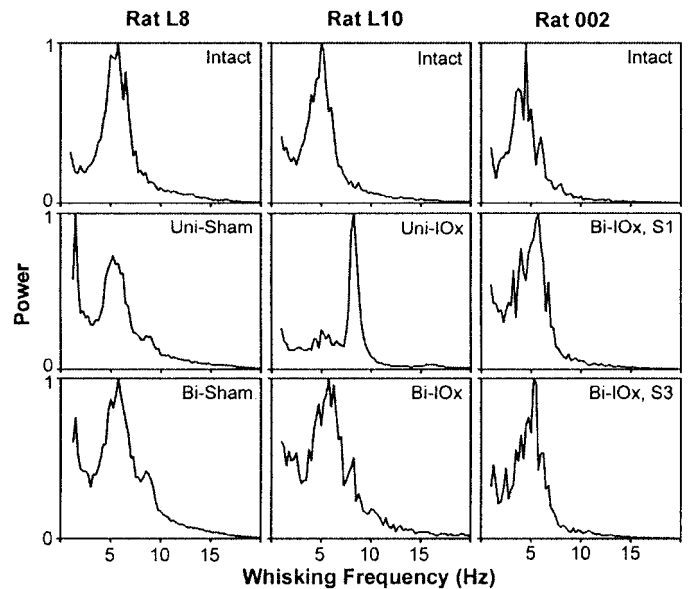 Rat L8 Rat L10 Rat 002
1 Intact Intact Intact
0
1 Uni-Sham Uni-IOx Bi-IOx, S1
Power
0
1 Bi-Sham Bi-IOx Bi-IOx, S3
0
5 10 15 5 10 15 5 10 15
Whisking Frequency (Hz)